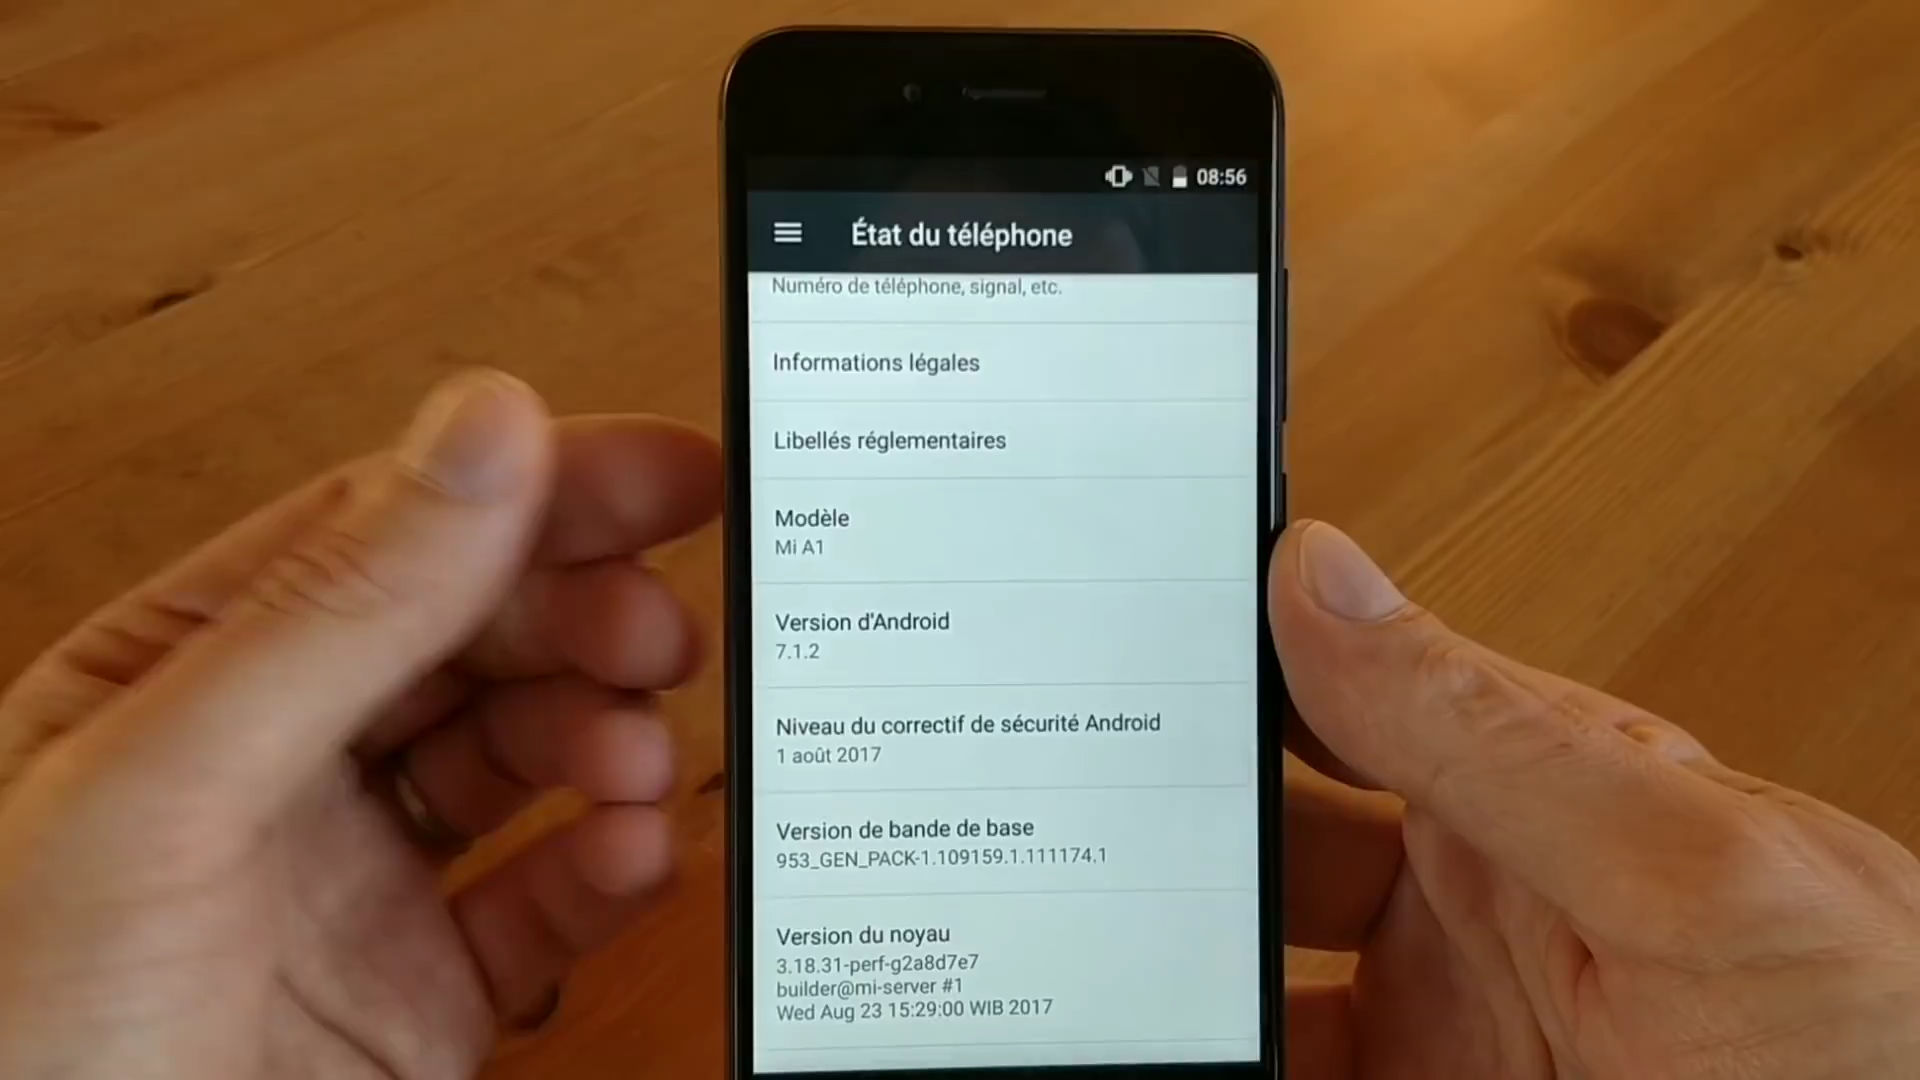 08:56
État du téléphone
Numéro de téléphone, signal, etc.
Informations légales
Libellés réglementaires
Modèle
Mi A1
Version d'Android
7.1.2
Niveau du correctif de sécurité Android
1 août 2017
Version de bande de base
953_GEN_PACK-1.109159.1.111174.1
Version du noyau
3.18.31-perf-g2a8d7e7
builder@mi-server #1
Wed Aug 23 15:29:00 WIB 2017